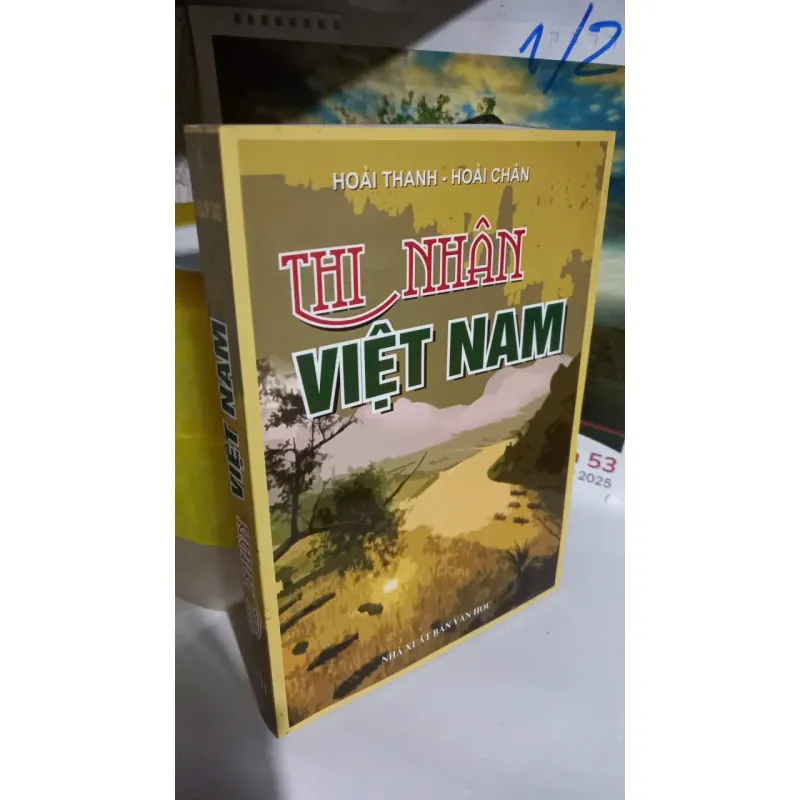 1/2
HOÀI THANH - HOÀI CHÂN
THI NHÂN
VIỆT NAM
NHÀ XUẤT BẢN VĂN HỌC
VIỆT NAM
53
2025